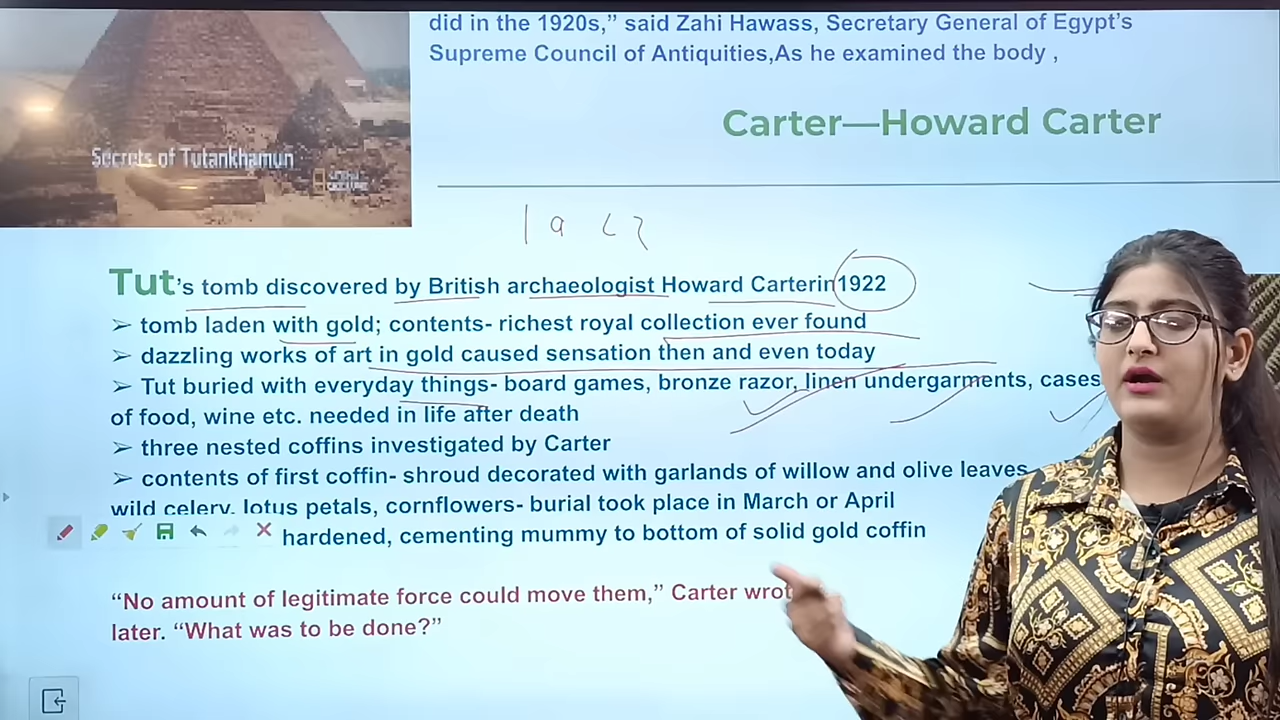 did in the 1920s,” said Zahi Hawass, Secretary General of Egypt’s
Supreme Council of Antiquities,As he examined the body ,
Carter—Howard Carter
Secrets of Tutankhamun
NATIONAL GEOGRAPHIC
19
Tut’s tomb discovered by British archaeologist Howard Carterin1922
➢ tomb laden with gold; contents- richest royal collection ever found
➢ dazzling works of art in gold caused sensation then and even today
➢ Tut buried with everyday things- board games, bronze razor, linen undergarments, cases
of food, wine etc. needed in life after death
➢ three nested coffins investigated by Carter
➢ contents of first coffin- shroud decorated with garlands of willow and olive leaves
wild celery, lotus petals, cornflowers- burial took place in March or April
hardened, cementing mummy to bottom of solid gold coffin
“No amount of legitimate force could move them,” Carter wrot
later. “What was to be done?”